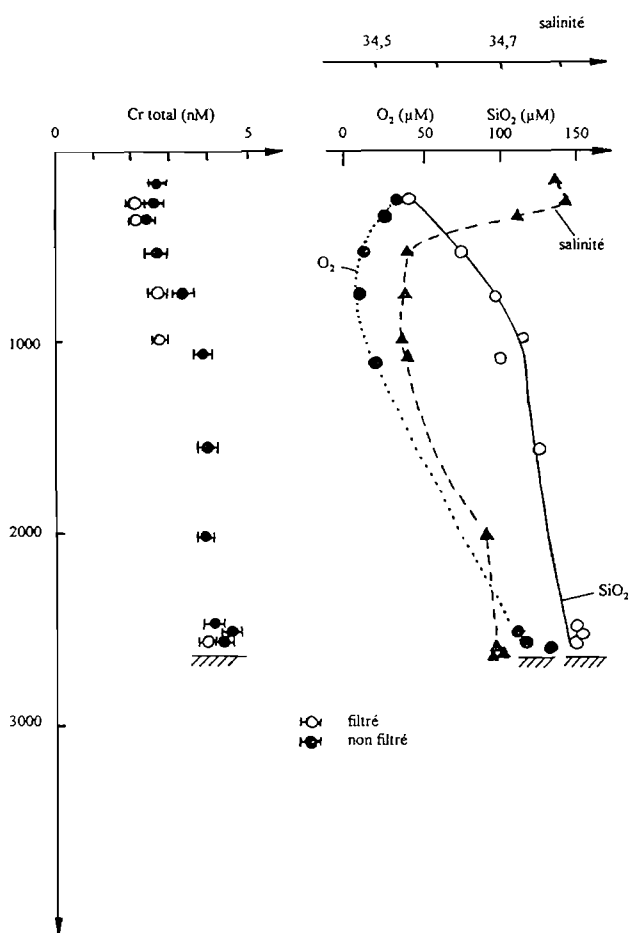 salinité
34,5 34,7
Cr total (nM) O₂ (µM) SiO₂ (µM)
0 5 0 50 100 150
salinité
O₂
1000
2000
SiO₂
3000
filtré
non filtré